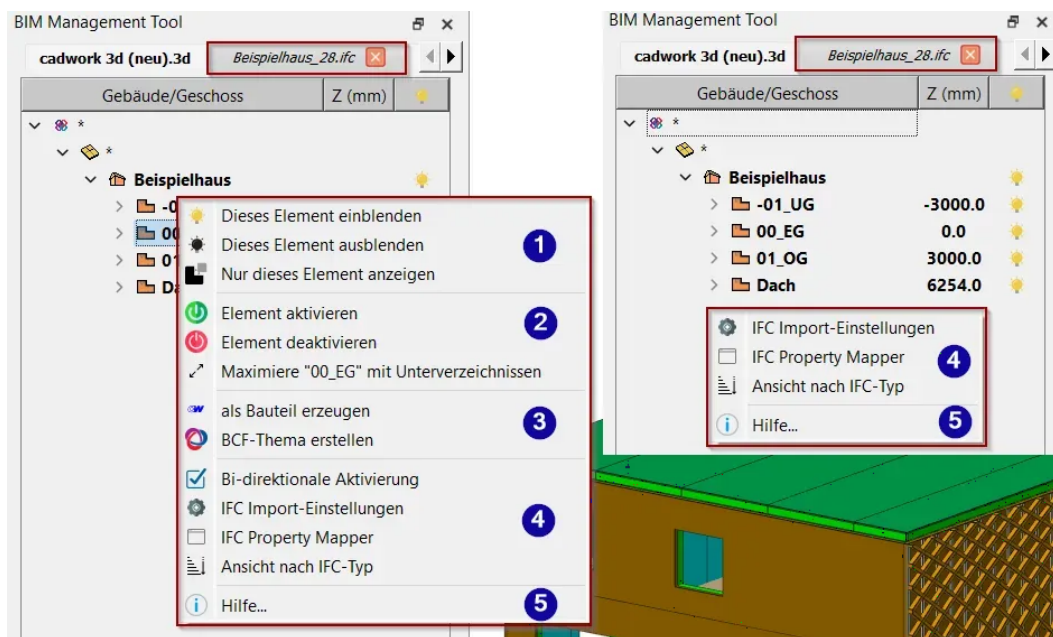 BIM Management Tool
cadwork 3d (neu).3d Beispielhaus_28.ifc
Gebäude/Geschoss Z (mm)
*
*
Beispielhaus
-0
00
01
Da
Dieses Element einblenden
Dieses Element ausblenden
Nur dieses Element anzeigen
1
Element aktivieren
Element deaktivieren
Maximiere "00_EG" mit Unterverzeichnissen
2
als Bauteil erzeugen
BCF-Thema erstellen
3
Bi-direktionale Aktivierung
IFC Import-Einstellungen
IFC Property Mapper
Ansicht nach IFC-Typ
4
Hilfe...
5
BIM Management Tool
cadwork 3d (neu).3d Beispielhaus_28.ifc
Gebäude/Geschoss Z (mm)
*
*
Beispielhaus
-01_UG -3000.0
00_EG 0.0
01_OG 3000.0
Dach 6254.0
IFC Import-Einstellungen
IFC Property Mapper
Ansicht nach IFC-Typ
4
Hilfe...
5